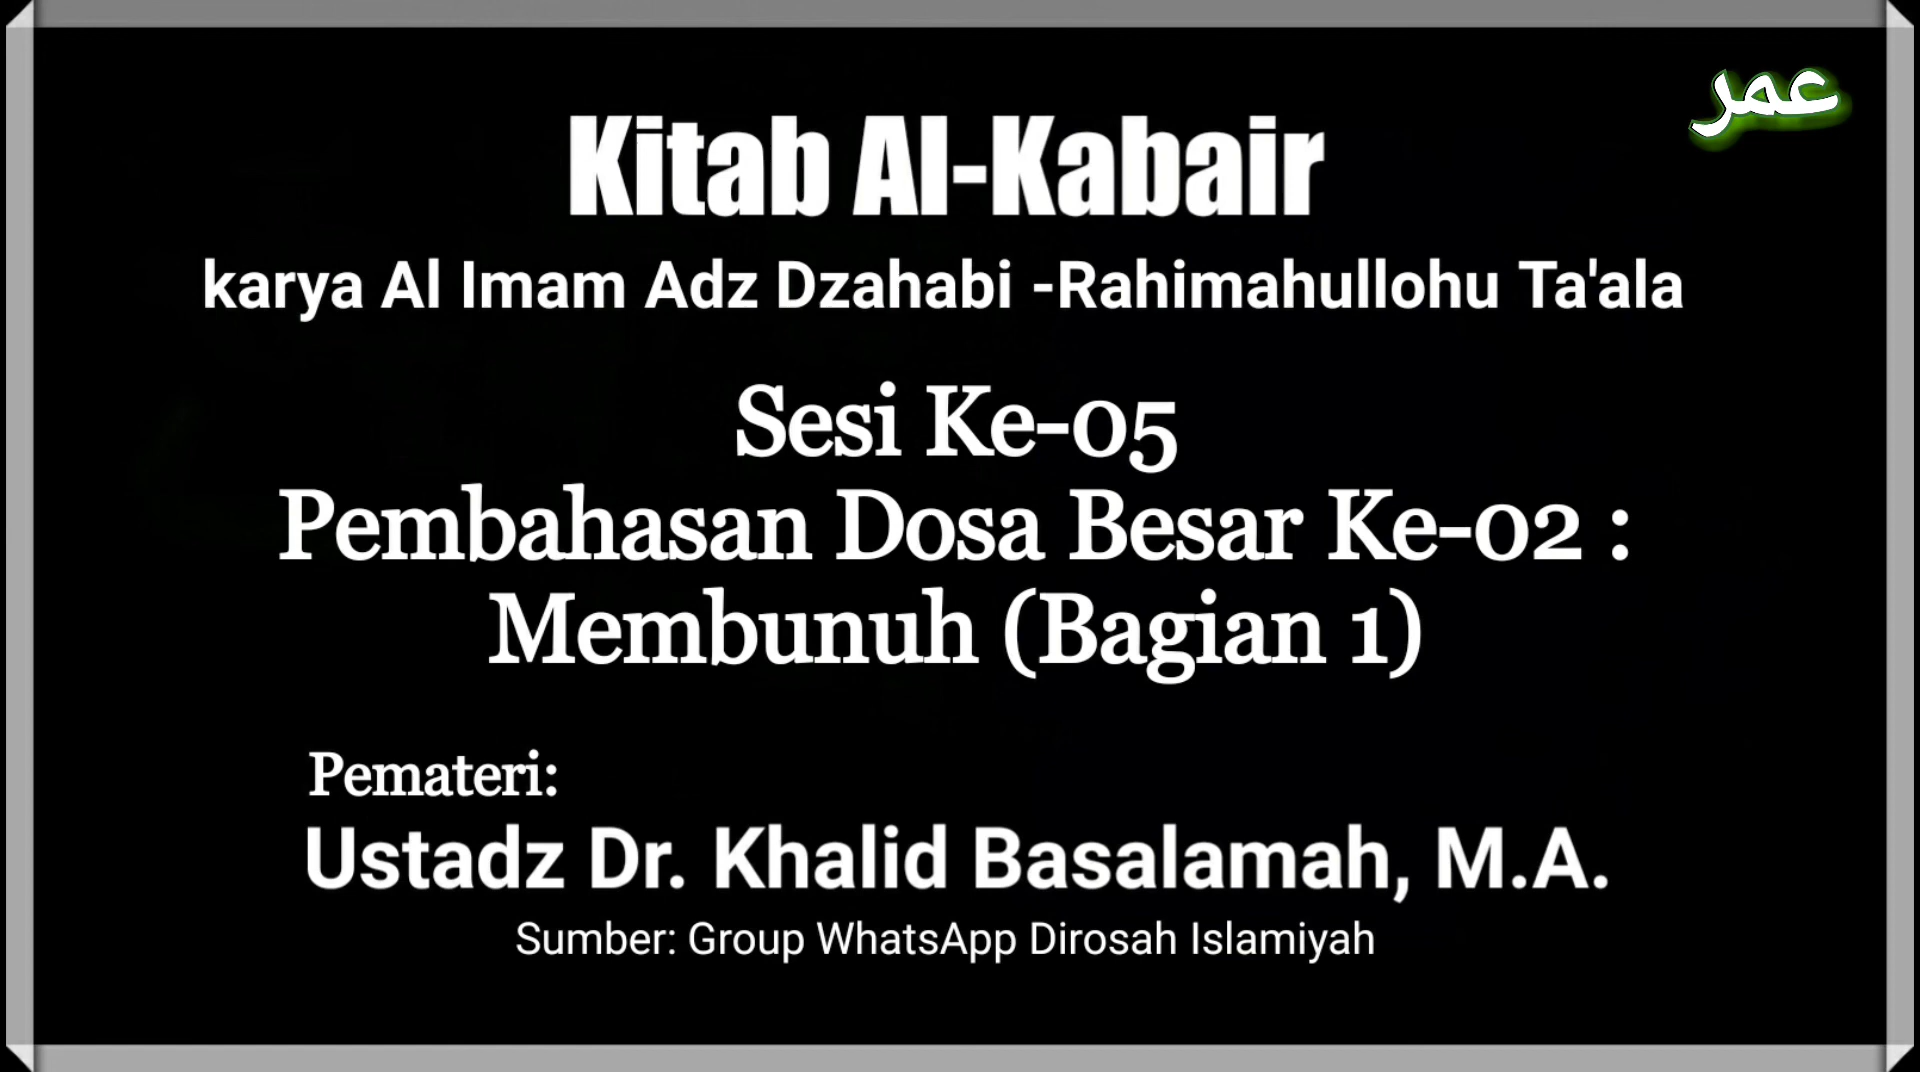 عمر
Kitab Al-Kabair
karya Al Imam Adz Dzahabi -Rahimahullohu Ta'ala
Sesi Ke-05
Pembahasan Dosa Besar Ke-02 :
Membunuh (Bagian 1)
Pemateri:
Ustadz Dr. Khalid Basalamah, M.A.
Sumber: Group WhatsApp Dirosah Islamiyah